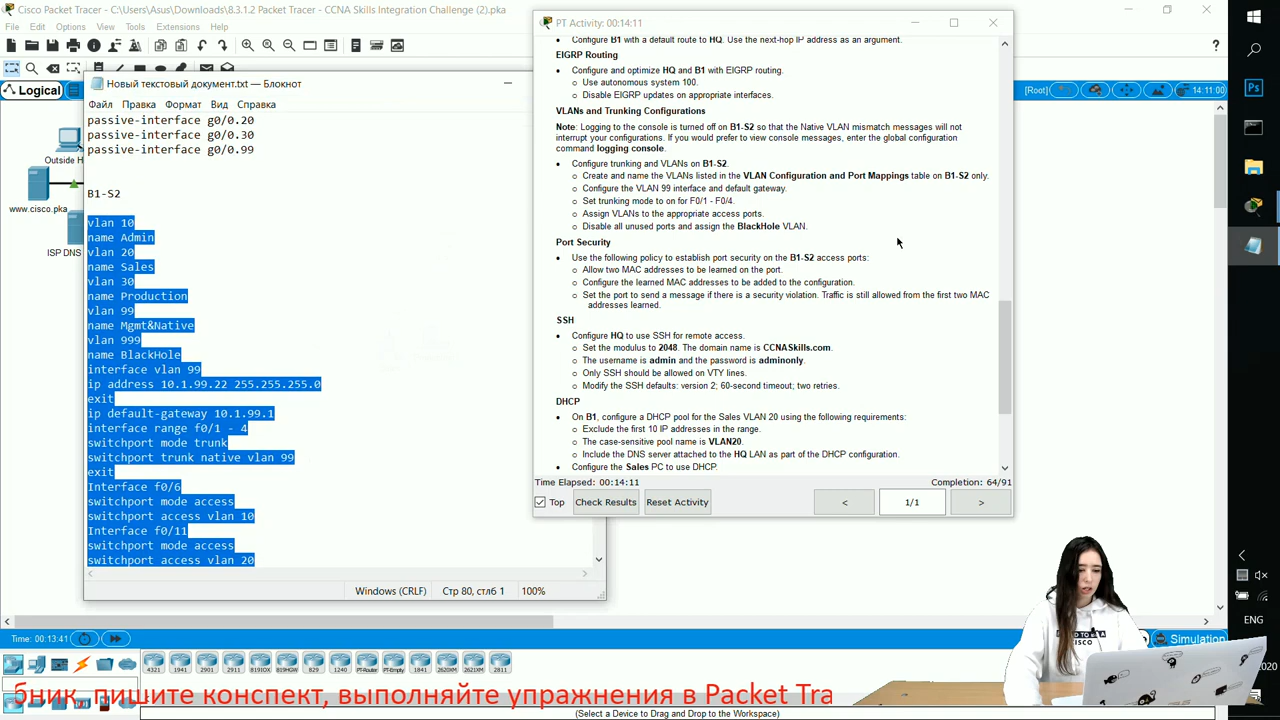 Cisco Packet Tracer - C:\Users\Asus\Downloads\8.3.1.2 Packet Tracer - CCNA Skills Integration Challenge (2).pka
File Edit Options View Tools Extensions
Logical
[Root]
14:11:00
Outside H
www.cisco.pka
ISP DNS
Новый текстовый документ.txt — Блокнот
Файл Правка Формат Вид Справка
passive-interface g0/0.20
passive-interface g0/0.30
passive-interface g0/0.99
B1-S2
vlan 10
name Admin
vlan 20
name Sales
vlan 30
name Production
vlan 99
name Mgmt&Native
vlan 999
name BlackHole
interface vlan 99
ip address 10.1.99.22 255.255.255.0
exit
ip default-gateway 10.1.99.1
interface range f0/1 - 4
switchport mode trunk
switchport trunk native vlan 99
exit
Interface f0/6
switchport mode access
switchport access vlan 10
Interface f0/11
switchport mode access
switchport access vlan 20
Windows (CRLF) Стр 80, стлб 1 100%
PT Activity: 00:14:11
Configure B1 with a default route to HQ. Use the next-hop IP address as an argument.
EIGRP Routing
• Configure and optimize HQ and B1 with EIGRP routing.
o Use autonomous system 100.
o Disable EIGRP updates on appropriate interfaces.
VLANs and Trunking Configurations
Note: Logging to the console is turned off on B1-S2 so that the Native VLAN mismatch messages will not
interrupt your configurations. If you would prefer to view console messages, enter the global configuration
command logging console.
• Configure trunking and VLANs on B1-S2.
o Create and name the VLANs listed in the VLAN Configuration and Port Mappings table on B1-S2 only.
o Configure the VLAN 99 interface and default gateway.
o Set trunking mode to on for F0/1 - F0/4.
o Assign VLANs to the appropriate access ports.
o Disable all unused ports and assign the BlackHole VLAN.
Port Security
• Use the following policy to establish port security on the B1-S2 access ports:
o Allow two MAC addresses to be learned on the port.
o Configure the learned MAC addresses to be added to the configuration.
o Set the port to send a message if there is a security violation. Traffic is still allowed from the first two MAC
addresses learned.
SSH
• Configure HQ to use SSH for remote access.
o Set the modulus to 2048. The domain name is CCNASkills.com.
o The username is admin and the password is adminonly.
o Only SSH should be allowed on VTY lines.
o Modify the SSH defaults: version 2; 60-second timeout; two retries.
DHCP
• On B1, configure a DHCP pool for the Sales VLAN 20 using the following requirements:
o Exclude the first 10 IP addresses in the range.
o The case-sensitive pool name is VLAN20.
o Include the DNS server attached to the HQ LAN as part of the DHCP configuration.
• Configure the Sales PC to use DHCP.
Time Elapsed: 00:14:11 Completion: 64/91
Top Check Results Reset Activity < 1/1 >
Time: 00:13:41
Simulation
ENG
4321 1941 2901 2911 819IOX 819HGW 829 1240 PT-Router PT-Empty 1841 2620XM 2621XM 2811
бник, пишите конспект, выполняйте упражнения в Packet Tra
(Select a Device to Drag and Drop to the Workspace)